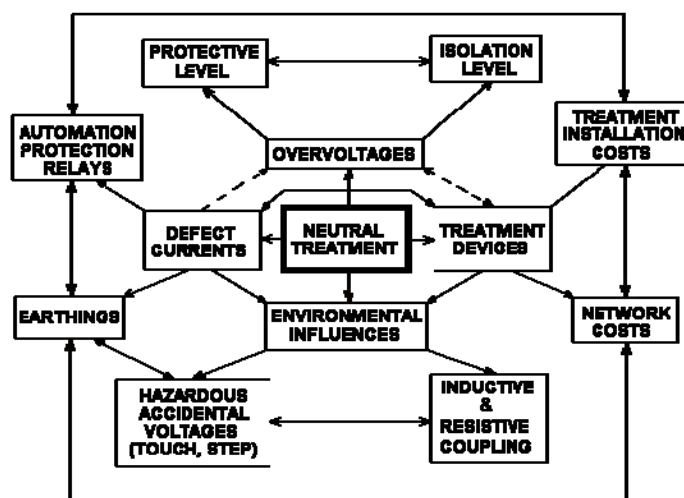 PROTECTIVE
LEVEL
ISOLATION
LEVEL
AUTOMATION
PROTECTION
RELAYS
TREATMENT
INSTALLATION
COSTS
OVERVOLTAGES
DEFECT
CURRENTS
NEUTRAL
TREATMENT
TREATMENT
DEVICES
EARTHINGS
ENVIRONMENTAL
INFLUENCES
NETWORK
COSTS
HAZARDOUS
ACCIDENTAL
VOLTAGES
(TOUCH, STEP)
INDUCTIVE
&
RESISTIVE
COUPLING